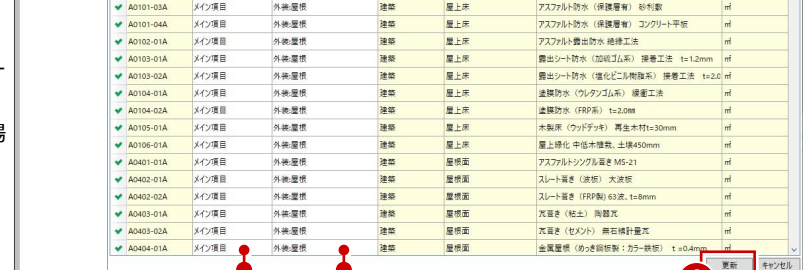 ✔ A0101-03A メイン項目 外装:屋根 建築 屋上床 アスファルト防水（保護層有） 砂利敷 ㎡
✔ A0101-04A メイン項目 外装:屋根 建築 屋上床 アスファルト防水（保護層有） コンクリート平板 ㎡
✔ A0102-01A メイン項目 外装:屋根 建築 屋上床 アスファルト露出防水 絶縁工法 ㎡
✔ A0103-01A メイン項目 外装:屋根 建築 屋上床 露出シート防水（加硫ゴム系） 接着工法 t=1.2mm ㎡
✔ A0103-02A メイン項目 外装:屋根 建築 屋上床 露出シート防水（塩化ビニル樹脂系） 接着工法 t=2.0 ㎡
✔ A0104-01A メイン項目 外装:屋根 建築 屋上床 塗膜防水（ウレタンゴム系） 緩衝工法 ㎡
✔ A0104-02A メイン項目 外装:屋根 建築 屋上床 塗膜防水（FRP系） t=2.0㎜ ㎡
✔ A0105-01A メイン項目 外装:屋根 建築 屋上床 木製床（ウッドデッキ） 再生木材t=30mm ㎡
✔ A0106-01A メイン項目 外装:屋根 建築 屋上床 屋上緑化 中低木植栽、土壌450mm ㎡
✔ A0401-01A メイン項目 外装:屋根 建築 屋根面 アスファルトシングル葺き MS-21 ㎡
✔ A0402-01A メイン項目 外装:屋根 建築 屋根面 スレート葺き（波板） 大波板 ㎡
✔ A0402-02A メイン項目 外装:屋根 建築 屋根面 スレート葺き（FRP製) 63波、t=8mm ㎡
✔ A0403-01A メイン項目 外装:屋根 建築 屋根面 瓦葺き（粘土） 陶器瓦 ㎡
✔ A0403-02A メイン項目 外装:屋根 建築 屋根面 瓦葺き（セメント） 無石綿計量瓦 ㎡
✔ A0404-01A メイン項目 外装:屋根 建築 屋根面 金属屋根（めっき鋼板製：カラー鉄板） t =0.4mm ㎡
更新 キャンセル